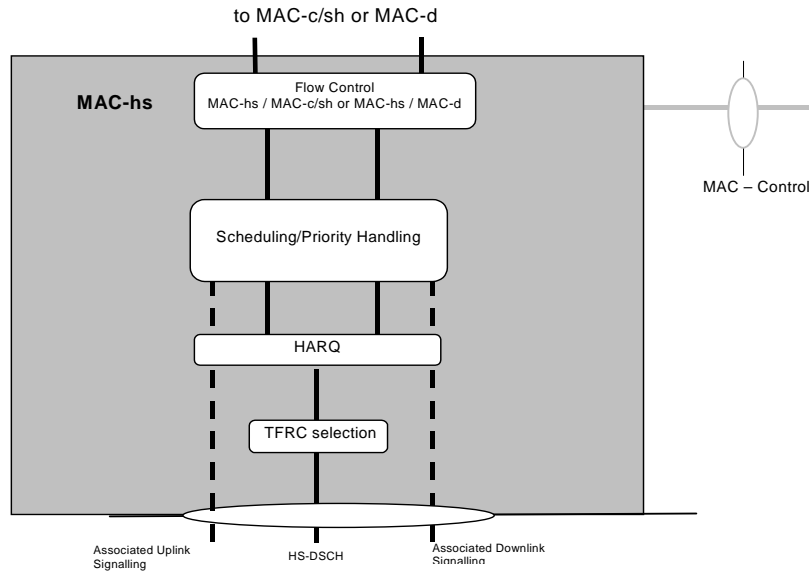 to MAC-c/sh or MAC-d
MAC-hs
Flow Control
MAC-hs / MAC-c/sh or MAC-hs / MAC-d
MAC – Control
Scheduling/Priority Handling
HARQ
TFRC selection
Associated Uplink
Signalling
HS-DSCH
Associated Downlink
Signalling